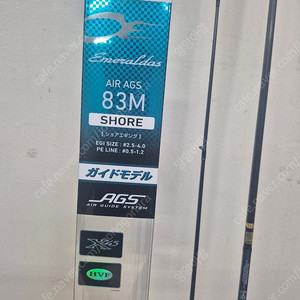 Emeraldas
AIR AGS
83M
SHORE
[ショアエギング]
EGI SIZE : #2.5-4.0
PE LINE : #0.5-1.2
ガイドモデル
AGS
AIR GUIDE SYSTEM
X45
HVF